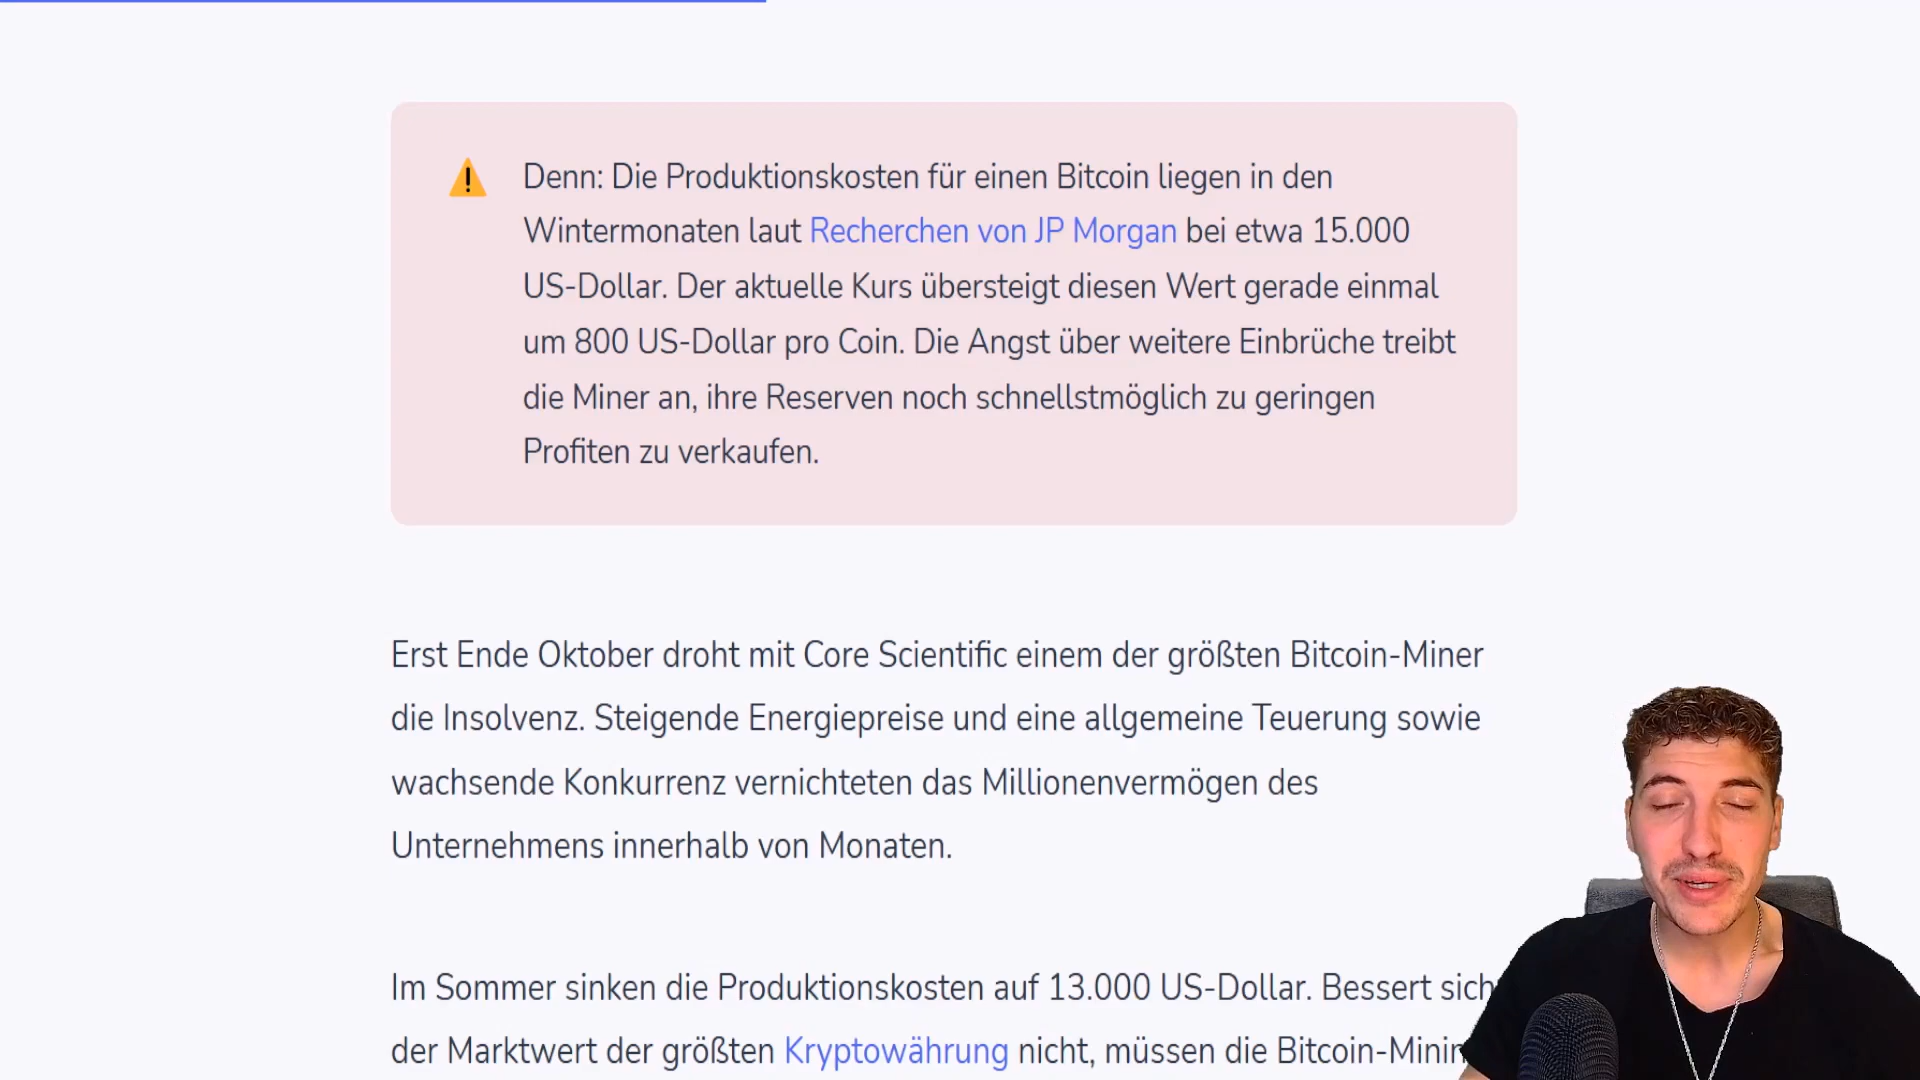 Denn: Die Produktionskosten für einen Bitcoin liegen in den
Wintermonaten laut Recherchen von JP Morgan bei etwa 15.000
US-Dollar. Der aktuelle Kurs übersteigt diesen Wert gerade einmal
um 800 US-Dollar pro Coin. Die Angst über weitere Einbrüche treibt
die Miner an, ihre Reserven noch schnellstmöglich zu geringen
Profiten zu verkaufen.
Erst Ende Oktober droht mit Core Scientific einem der größten Bitcoin-Miner
die Insolvenz. Steigende Energiepreise und eine allgemeine Teuerung sowie
wachsende Konkurrenz vernichteten das Millionenvermögen des
Unternehmens innerhalb von Monaten.
Im Sommer sinken die Produktionskosten auf 13.000 US-Dollar. Bessert sich
der Marktwert der größten Kryptowährung nicht, müssen die